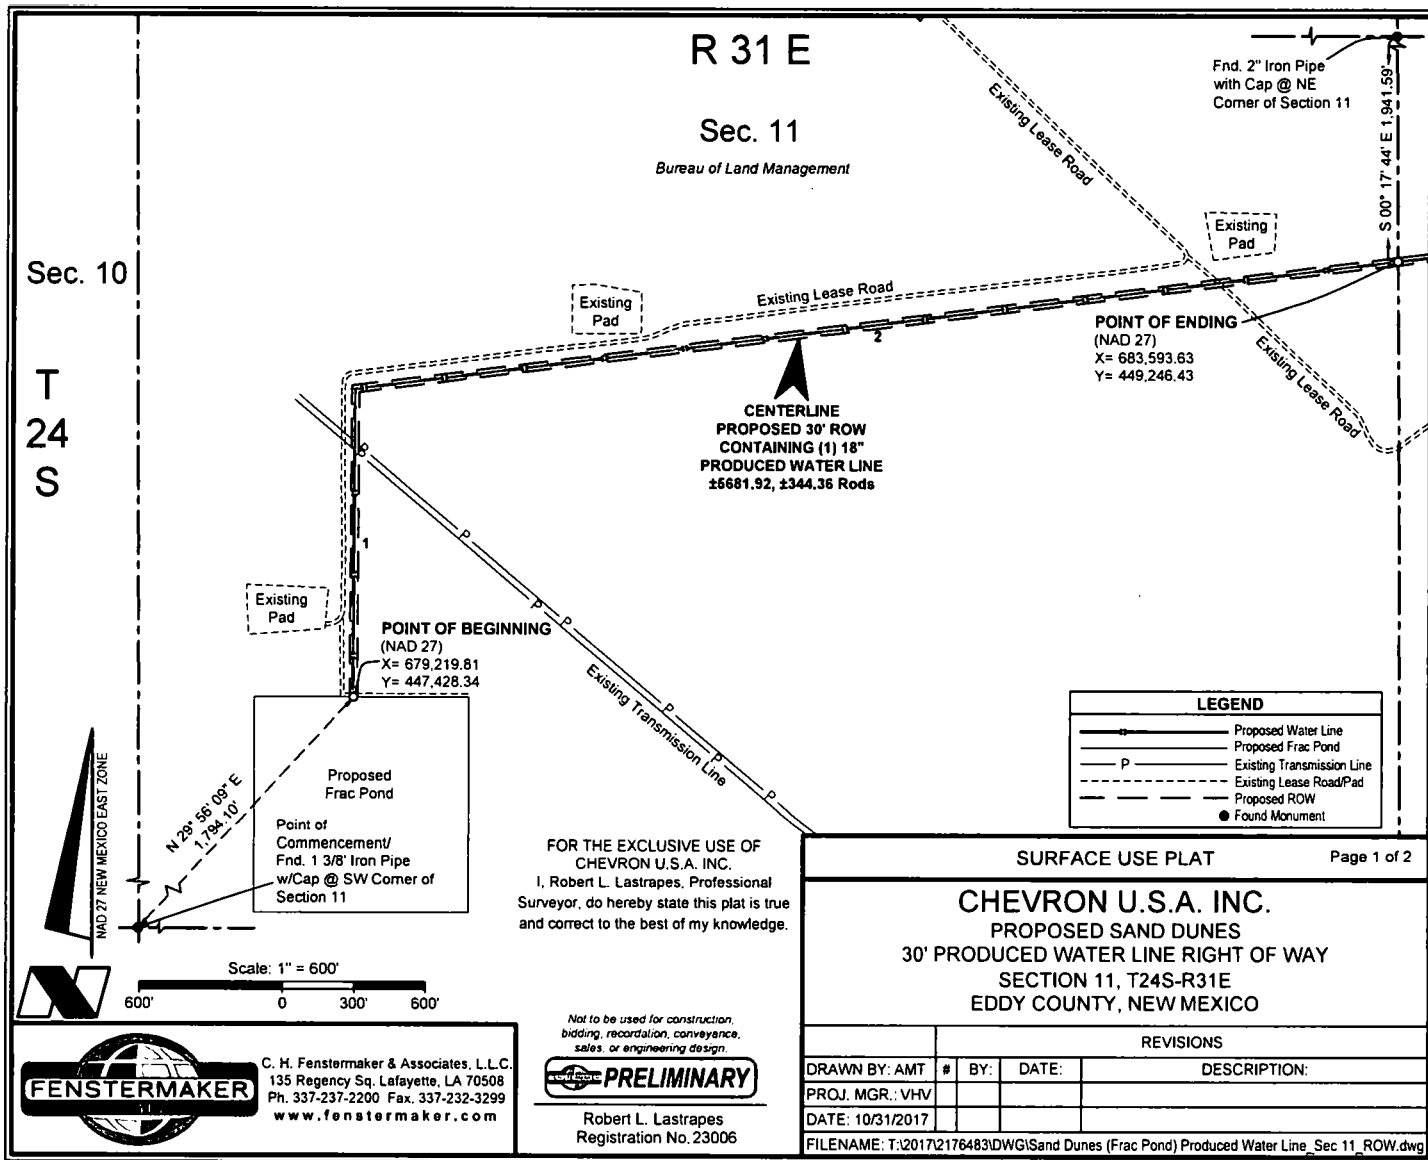 R 31 E
Sec. 11
Bureau of Land Management
Fnd. 2" Iron Pipe
with Cap @ NE
Corner of Section 11
S 00° 17' 44' E 1,941.59'
Existing Lease Road
Existing
Pad
Sec. 10
Existing
Pad
Existing Lease Road
POINT OF ENDING
(NAD 27)
X= 683,593.63
Y= 449,246.43
2
Existing Lease Road
T
24
S
CENTERLINE
PROPOSED 30' ROW
CONTAINING (1) 18"
PRODUCED WATER LINE
±5681.92, ±344.36 Rods
P
P
1
P
P
P
P
P
Existing Transmission Line
Existing
Pad
POINT OF BEGINNING
(NAD 27)
X= 679,219.81
Y= 447,428.34
LEGEND
Proposed Water Line
Proposed Frac Pond
P Existing Transmission Line
Existing Lease Road/Pad
Proposed ROW
Found Monument
NAD 27 NEW MEXICO EAST ZONE
N 29° 56' 09" E
1,794.10'
Proposed
Frac Pond
Point of
Commencement/
Fnd. 1 3/8' Iron Pipe
w/Cap @ SW Corner of
Section 11
FOR THE EXCLUSIVE USE OF
CHEVRON U.S.A. INC.
I, Robert L. Lastrapes, Professional
Surveyor, do hereby state this plat is true
and correct to the best of my knowledge.
Scale: 1" = 600'
600' 0 300' 600'
SURFACE USE PLAT Page 1 of 2
CHEVRON U.S.A. INC.
PROPOSED SAND DUNES
30' PRODUCED WATER LINE RIGHT OF WAY
SECTION 11, T24S-R31E
EDDY COUNTY, NEW MEXICO
REVISIONS
DRAWN BY: AMT # BY: DATE: DESCRIPTION:
PROJ. MGR.: VHV
DATE: 10/31/2017
FILENAME: T:\2017\2176483\DWG\Sand Dunes (Frac Pond) Produced Water Line_Sec 11_ROW.dwg
FENSTERMAKER
C. H. Fenstermaker & Associates, L.L.C.
135 Regency Sq. Lafayette, LA 70508
Ph. 337-237-2200 Fax. 337-232-3299
www.fenstermaker.com
Not to be used for construction,
bidding, recordation, conveyance,
sales, or engineering design.
PRELIMINARY
Robert L. Lastrapes
Registration No. 23006